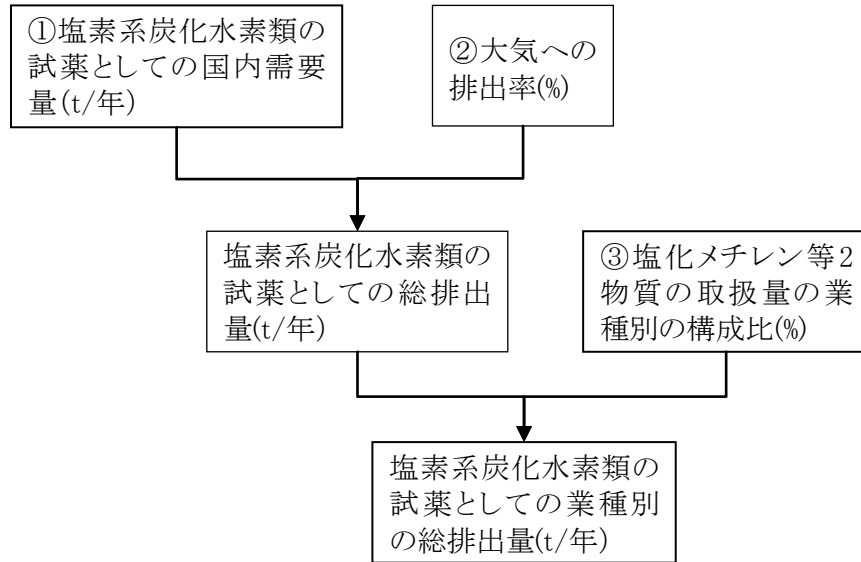 ①塩素系炭化水素類の
試薬としての国内需要
量(t/年)
②大気への
排出率(%)
塩素系炭化水素類の
試薬としての総排出
量(t/年)
③塩化メチレン等2
物質の取扱量の業
種別の構成比(%)
塩素系炭化水素類の
試薬としての業種別
の総排出量(t/年)